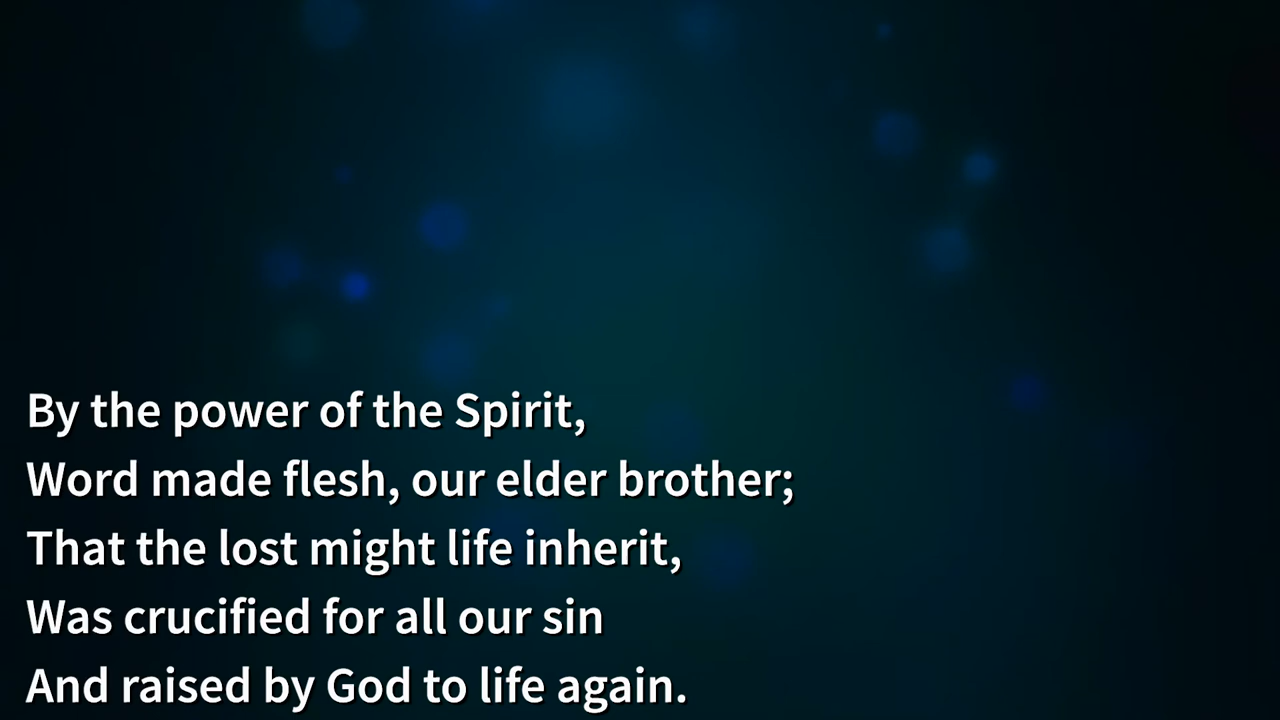 By the power of the Spirit,
Word made flesh, our elder brother;
That the lost might life inherit,
Was crucified for all our sin
And raised by God to life again.